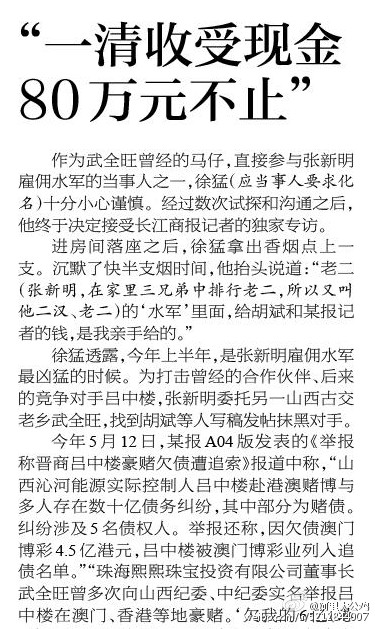 “一清收受现金
80万元不止”
作为武全旺曾经的马仔，直接参与张新明
雇佣水军的当事人之一，徐猛(应当事人要求化
名)十分小心谨慎。经过数次试探和沟通之后，
他终于决定接受长江商报记者的独家专访。
进房间落座之后，徐猛拿出香烟点上一
支。沉默了快半支烟时间，他抬头说道：“老二
(张新明，在家里三兄弟中排行老二，所以又叫
他二汉、老二)的‘水军’里面，给胡斌和某报记
者的钱，是我亲手给的。”
徐猛透露，今年上半年，是张新明雇佣水军
最凶猛的时候。为打击曾经的合作伙伴、后来
的竞争对手吕中楼，张新明委托另一山西古交
老乡武全旺，找到胡斌等人写稿发帖抹黑对手。
今年5月12日，某报A04版发表的《举报
称晋商吕中楼豪赌欠债遭追索》报道中称，“山
西沁河能源实际控制人吕中楼赴港澳赌博与
多人存在数十亿债务纠纷，其中部分为赌债。
纠纷涉及5名债权人。举报还称，因欠债澳门
博彩4.5亿港元，吕中楼被澳门博彩业列入追
债名单。”“珠海熙熙珠宝投资有限公司董事长
武全旺曾多次向山西纪委、中纪委实名举报吕
中楼在澳门、香港等地豪赌。